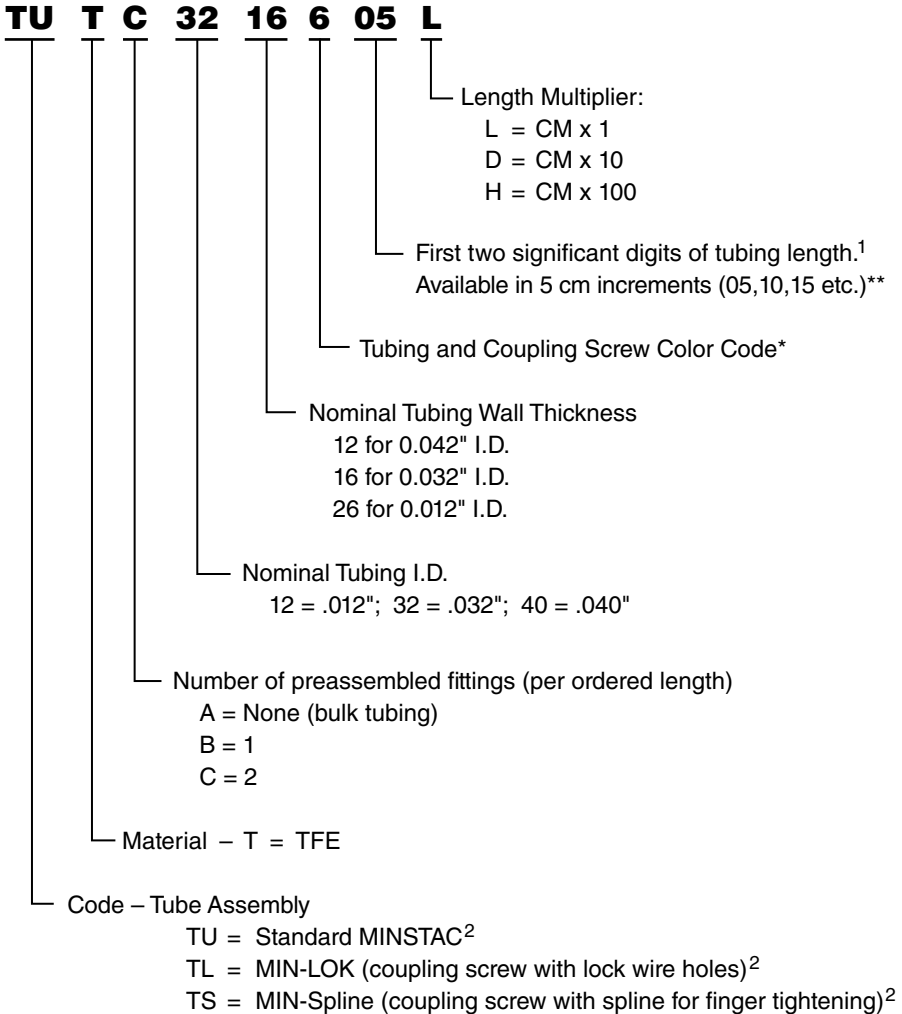 TU T C 32 16 6 05 L
Length Multiplier:
L = CM x 1
D = CM x 10
H = CM x 100
First two significant digits of tubing length.1
Available in 5 cm increments (05,10,15 etc.)**
Tubing and Coupling Screw Color Code*
Nominal Tubing Wall Thickness
12 for 0.042" I.D.
16 for 0.032" I.D.
26 for 0.012" I.D.
Nominal Tubing I.D.
12 = .012"; 32 = .032"; 40 = .040"
Number of preassembled fittings (per ordered length)
A = None (bulk tubing)
B = 1
C = 2
Material – T = TFE
Code – Tube Assembly
TU = Standard MINSTAC2
TL = MIN-LOK (coupling screw with lock wire holes)2
TS = MIN-Spline (coupling screw with spline for finger tightening)2